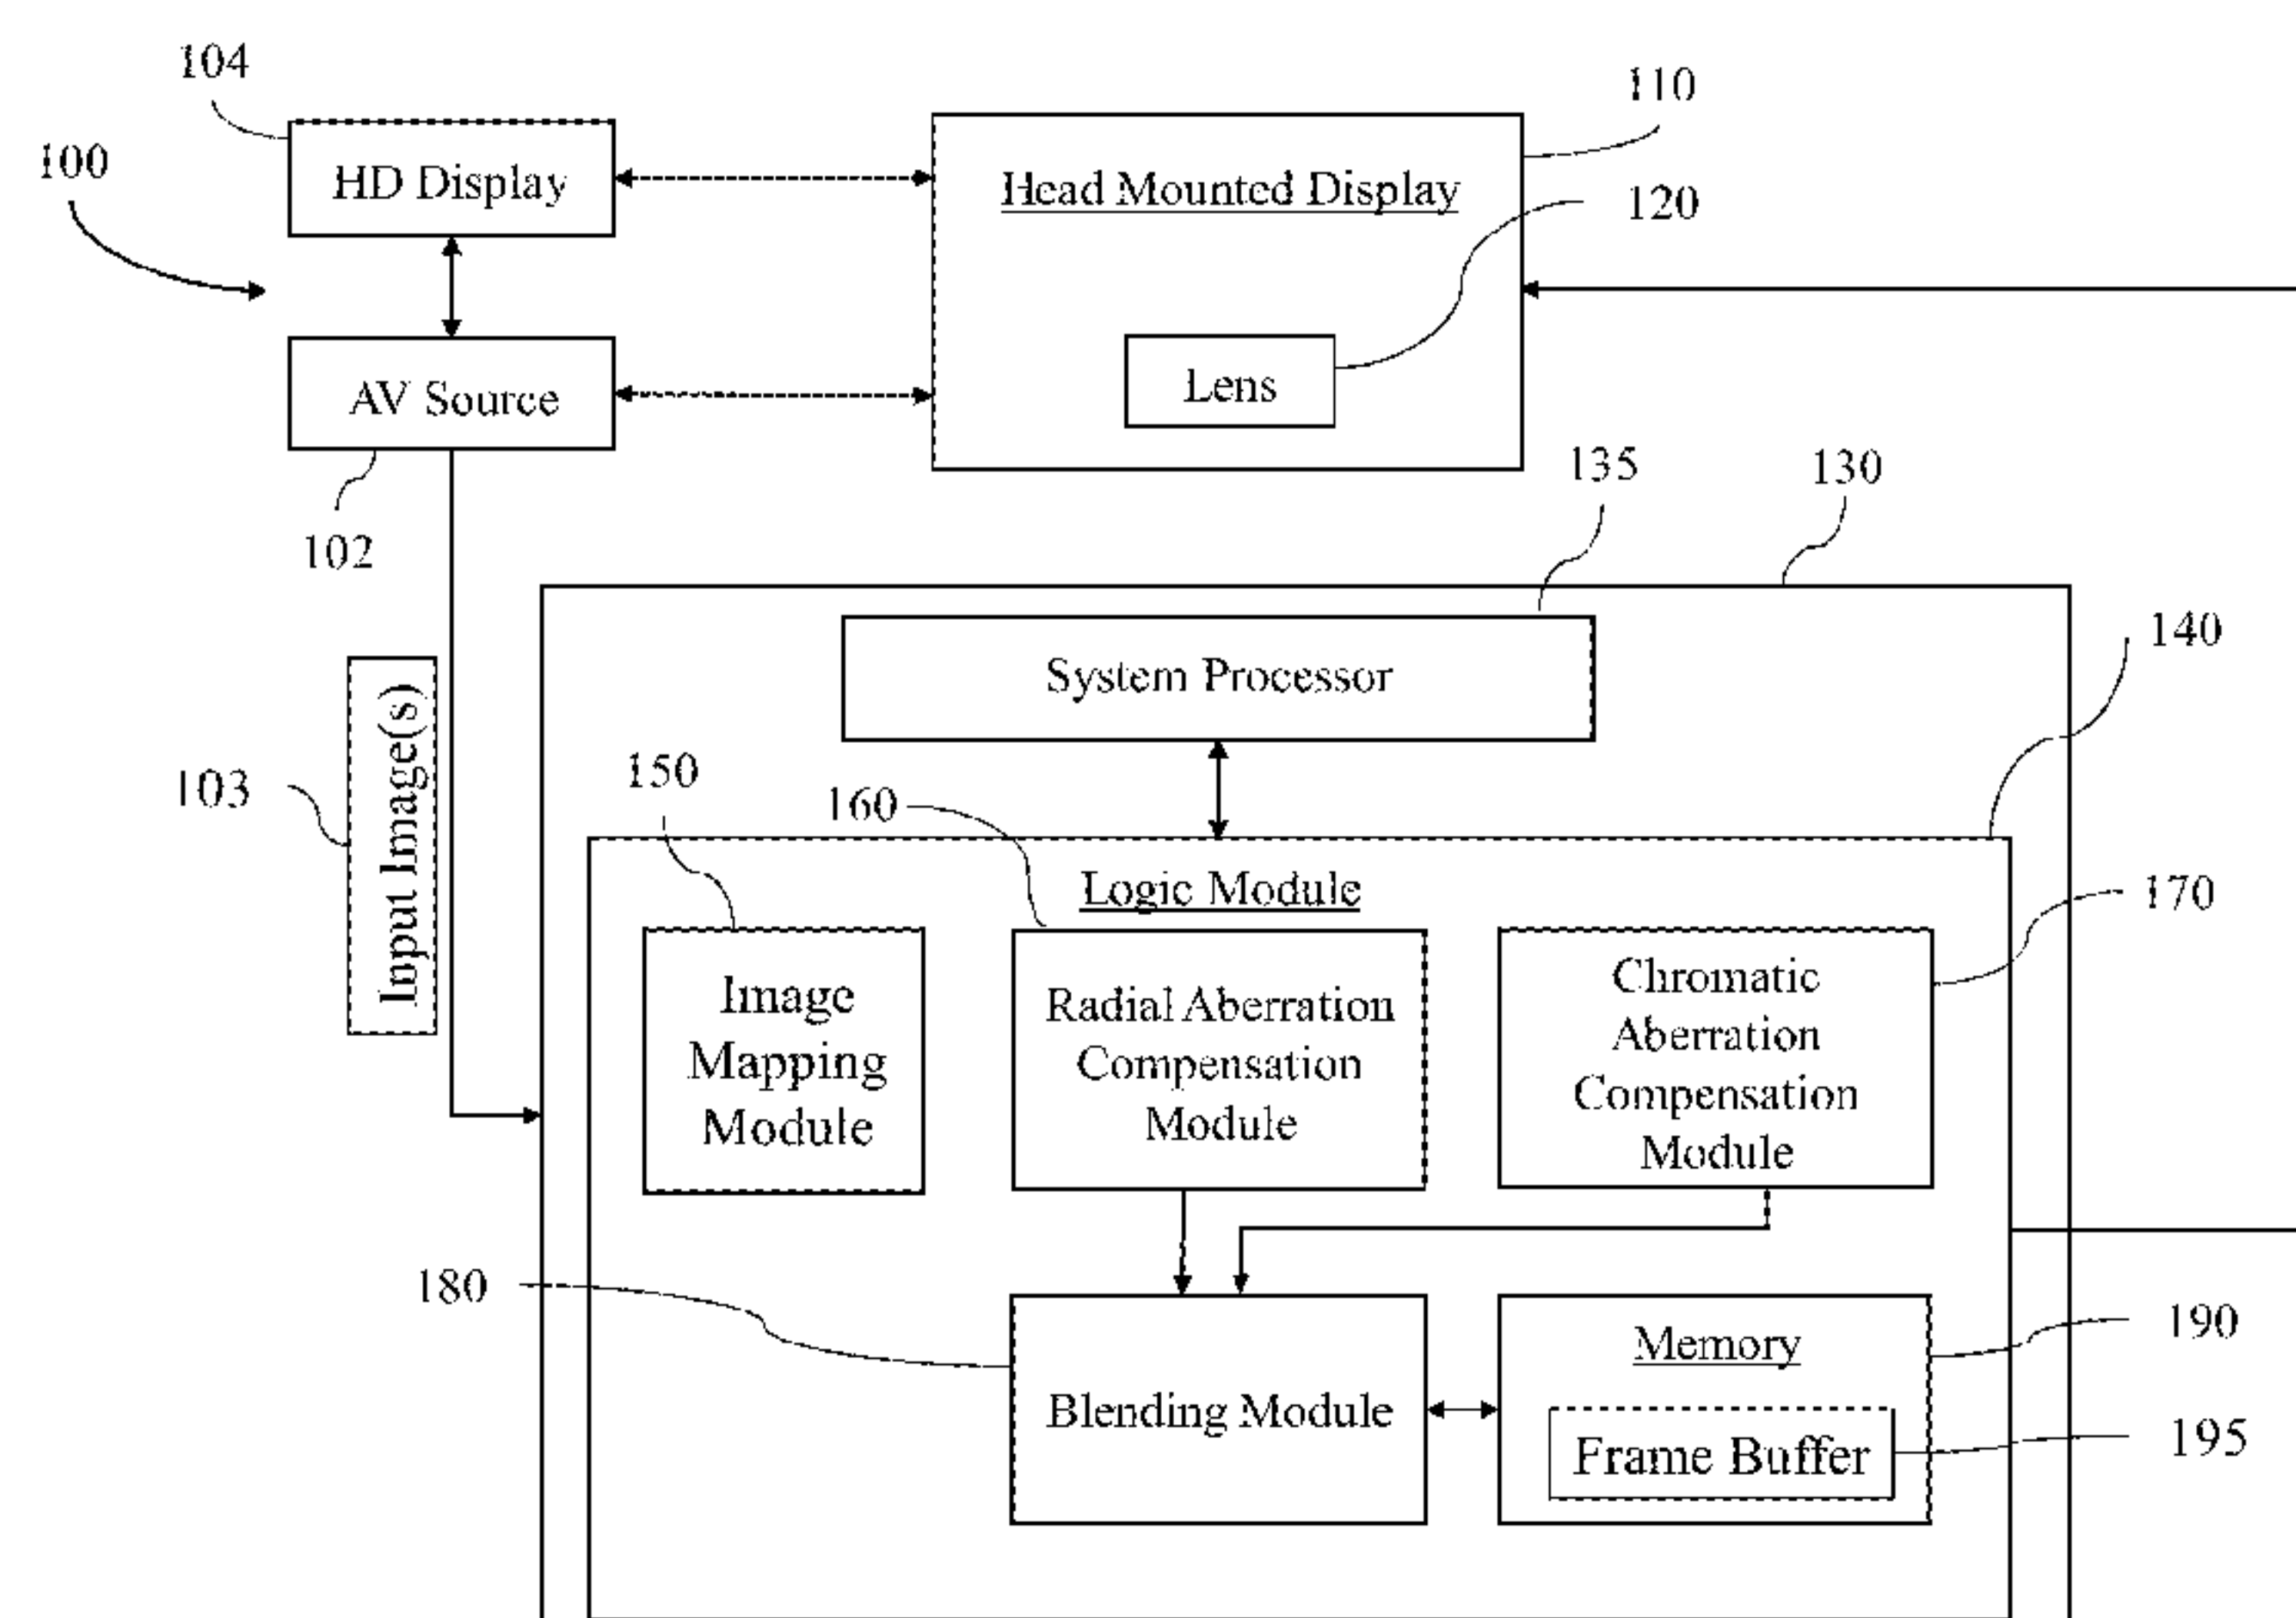 104
110
100
HD Display
Head Mounted Display
120
AV Source
Lens
102
135
130
System Processor
140
103
Input Image(s)
150
160
Logic Module
170
Image
Mapping
Module
Radial Aberration
Compensation
Module
Chromatic
Aberration
Compensation
Module
180
Blending Module
Memory
190
Frame Buffer
195